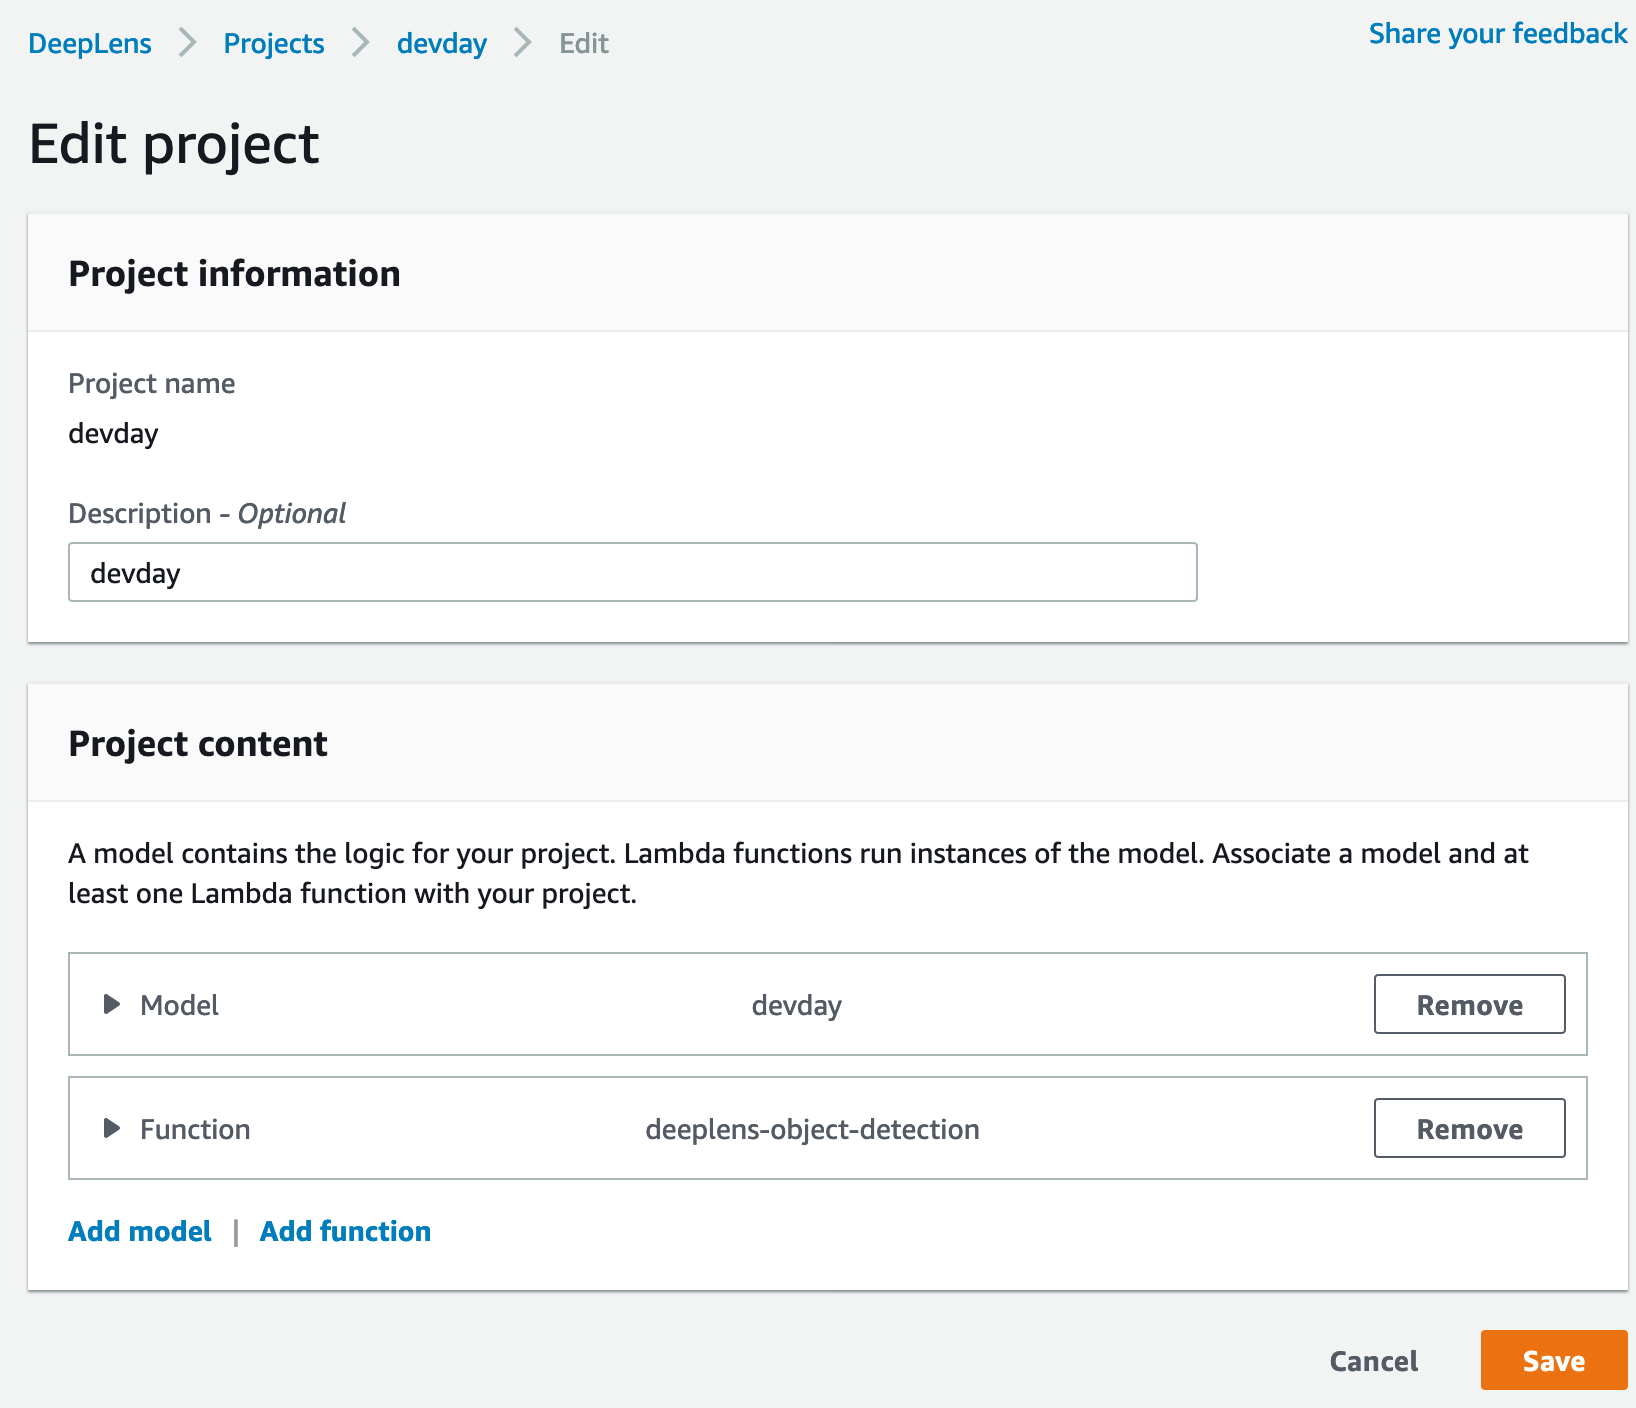 DeepLens > Projects > devday > Edit
Share your feedback
Edit project
Project information
Project name
devday
Description - Optional
devday
Project content
A model contains the logic for your project. Lambda functions run instances of the model. Associate a model and at
least one Lambda function with your project.
Model devday Remove
Function deeplens-object-detection Remove
Add model | Add function
Cancel Save